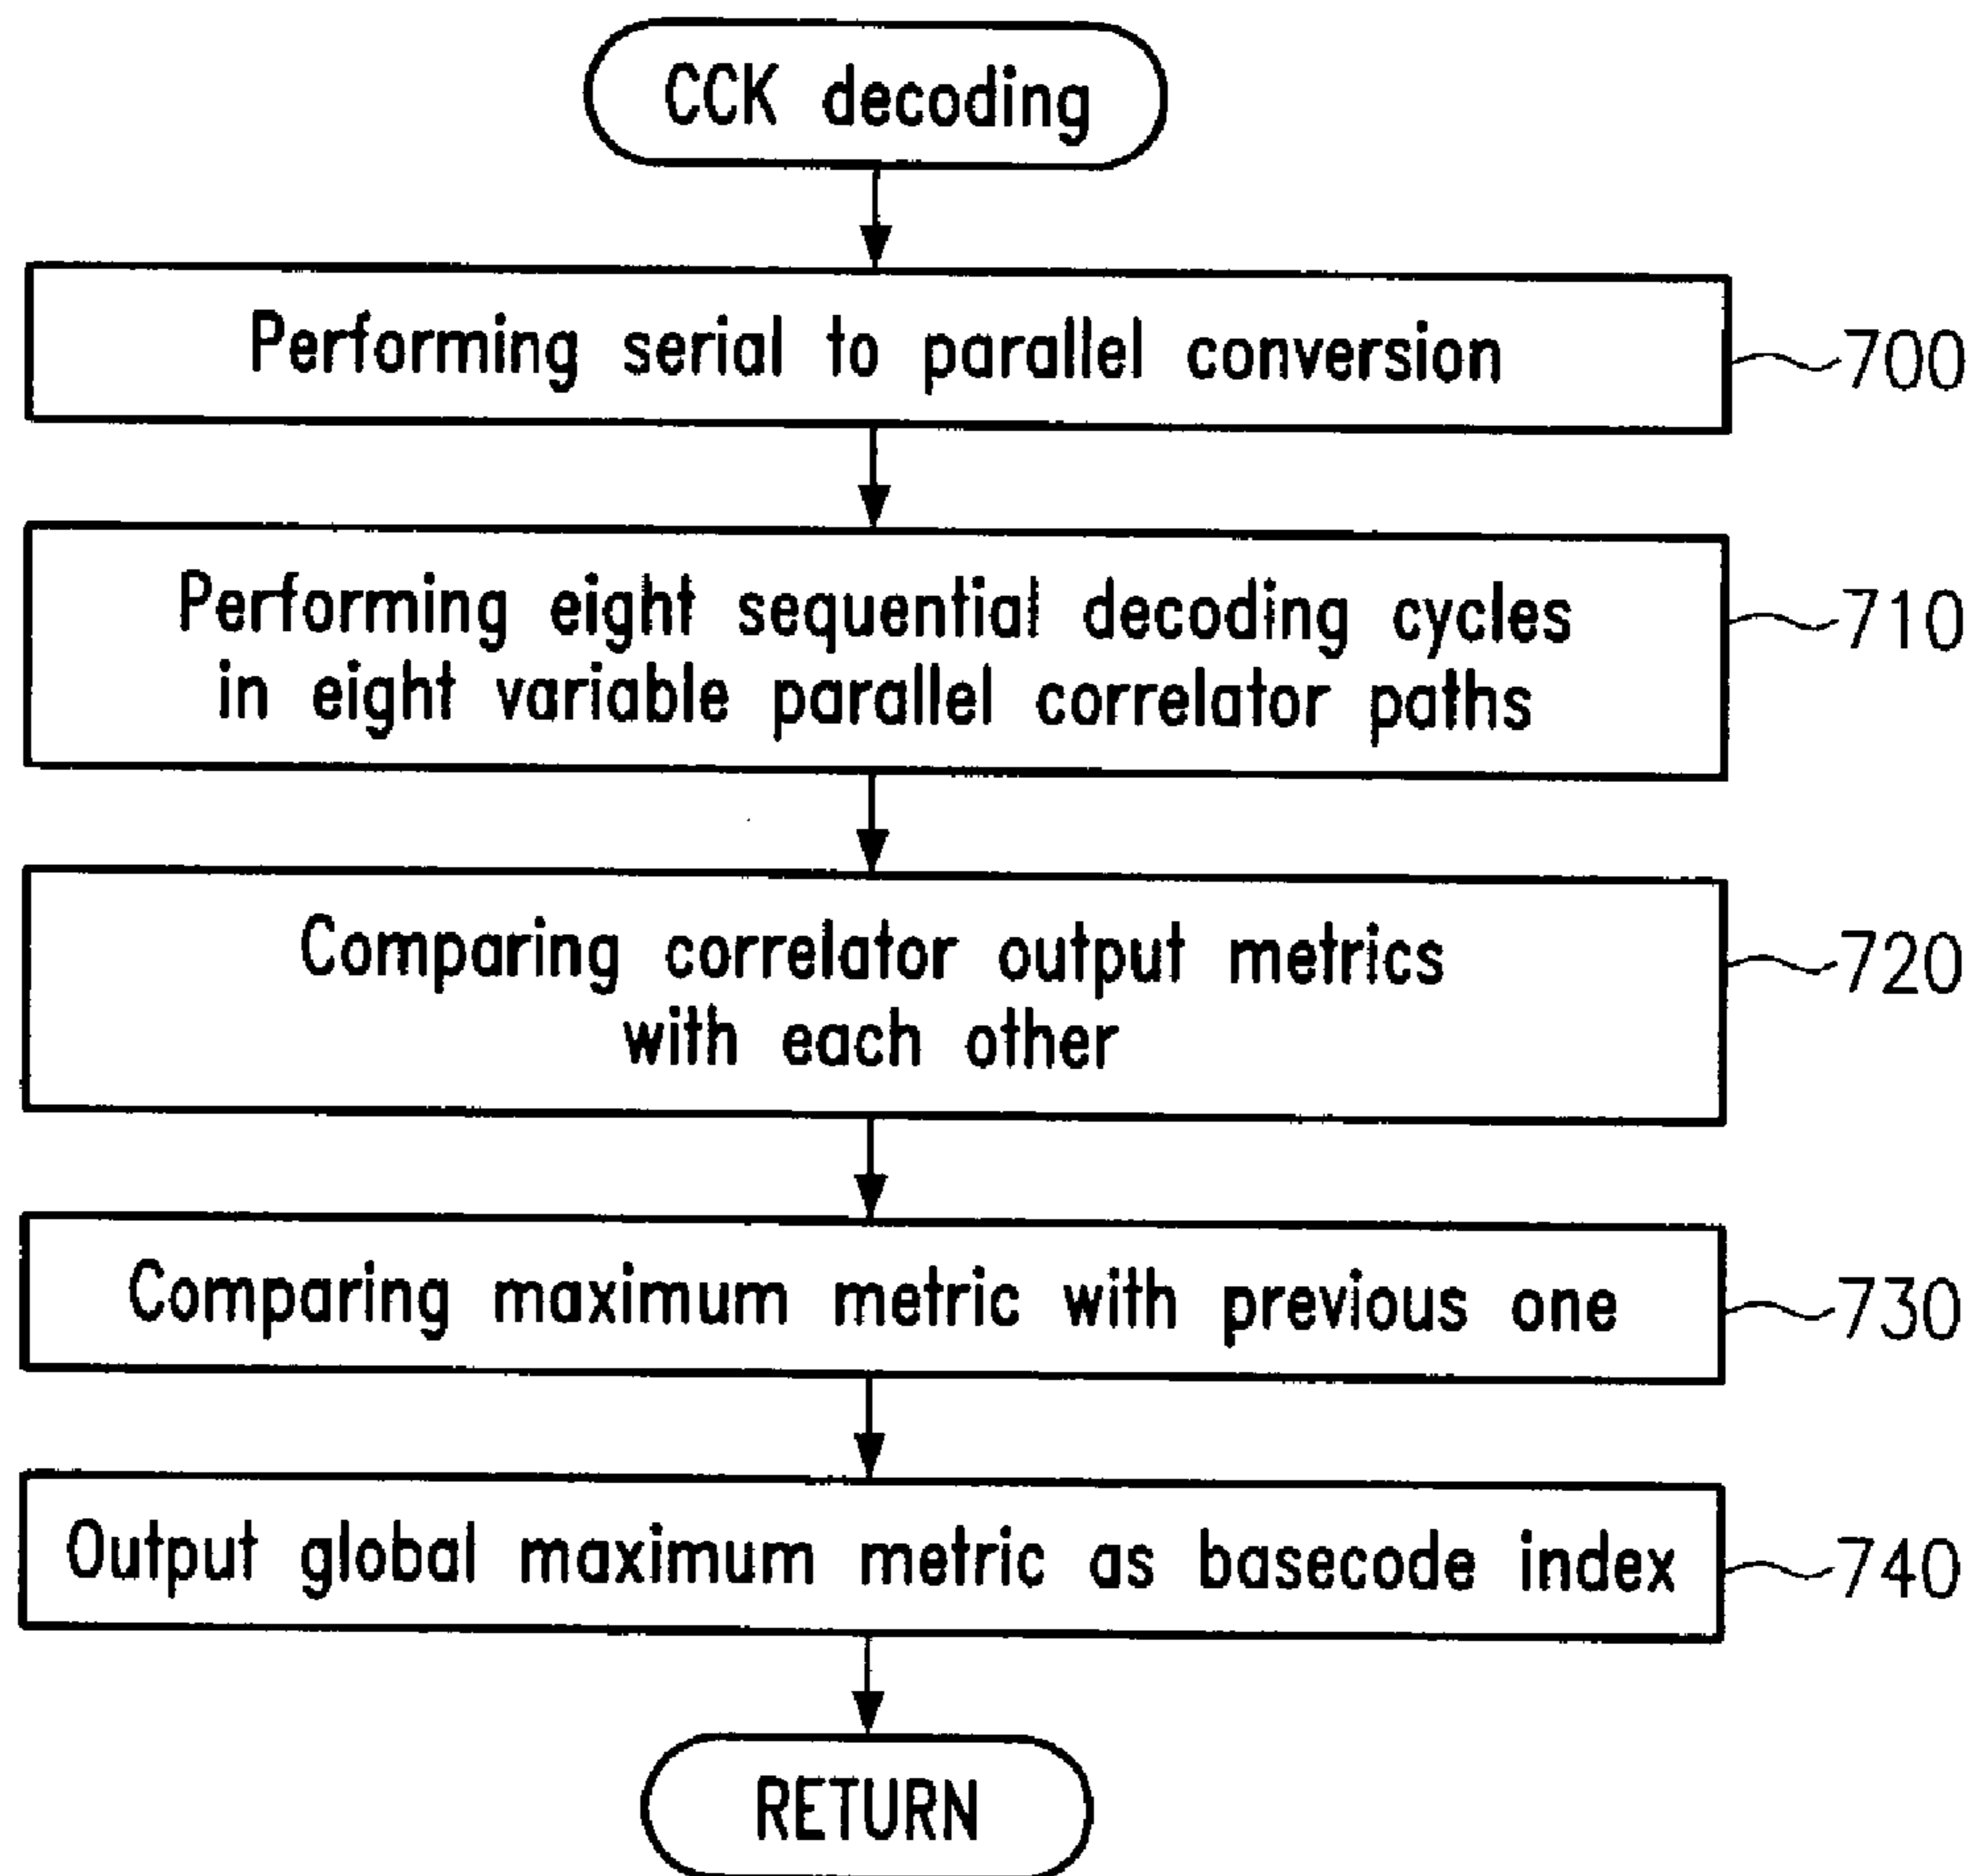 CCK decoding
Performing serial to parallel conversion
700
Performing eight sequential decoding cycles
in eight variable parallel correlator paths
710
Comparing correlator output metrics
with each other
720
Comparing maximum metric with previous one
730
Output global maximum metric as basecode index
740
RETURN